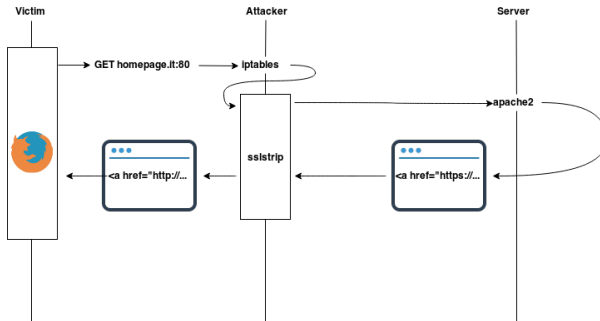 Victim
Attacker
Server
GET homepage.it:80
iptables
apache2
sslstrip
<a href="http://...
<a href="https://...